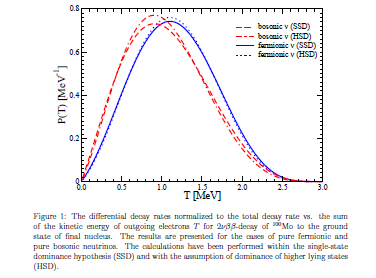 0.8
bosonic ν (SSD)
bosonic ν (HSD)
fermionic ν (SSD)
fermionic ν (HSD)
0.6
P(T) [MeV⁻¹]
0.4
0.2
0
0.0 0.5 1.0 1.5 2.0 2.5 3.0
T [MeV]
Figure 1: The differential decay rates normalized to the total decay rate vs. the sum
of the kinetic energy of outgoing electrons T for 2νββ-decay of ¹⁰⁰Mo to the ground
state of final nucleus. The results are presented for the cases of pure fermionic and
pure bosonic neutrinos. The calculations have been performed within the single-state
dominance hypothesis (SSD) and with the assumption of dominance of higher lying states
(HSD).